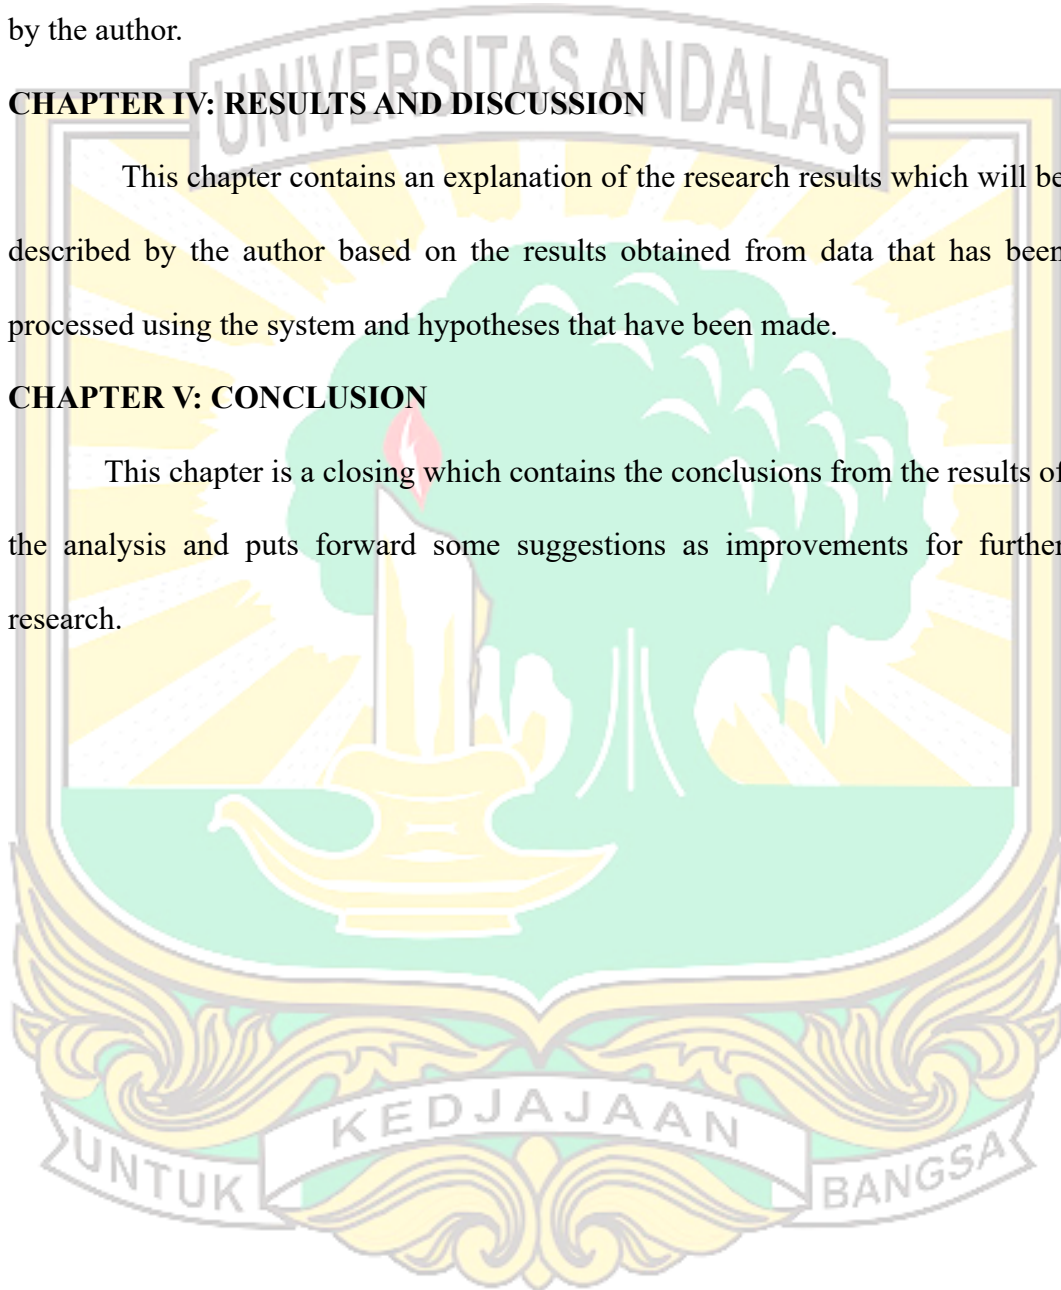 by the author.
UNIVERSITAS ANDALAS
CHAPTER IV: RESULTS AND DISCUSSION
This chapter contains an explanation of the research results which will be
described by the author based on the results obtained from data that has been
processed using the system and hypotheses that have been made.
CHAPTER V: CONCLUSION
This chapter is a closing which contains the conclusions from the results of
the analysis and puts forward some suggestions as improvements for further
research.
UNTUK KEDJAJAAN BANGSA